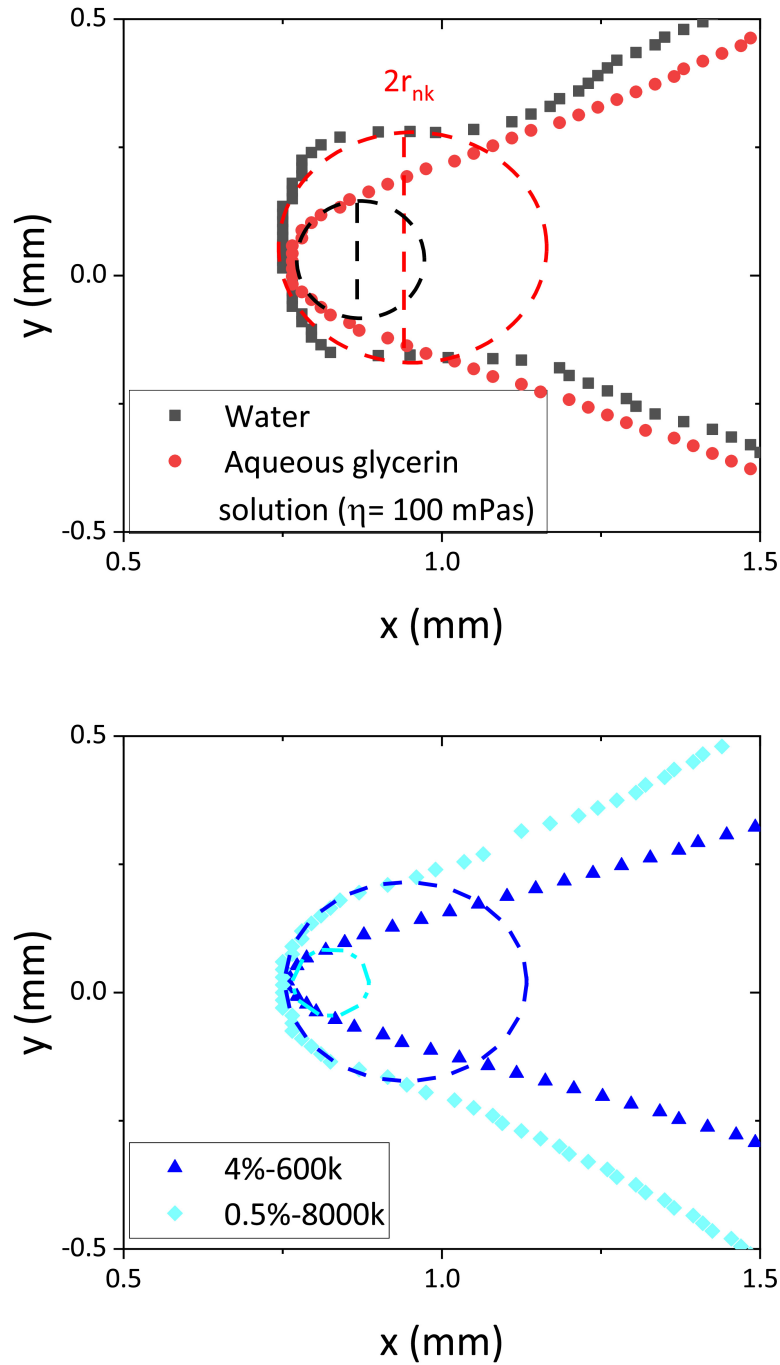 2rnk
0.5
0.0
-0.5
y (mm)
Water
Aqueous glycerin
solution (η= 100 mPas)
0.5
1.0
1.5
x (mm)
0.5
0.0
-0.5
y (mm)
4%-600k
0.5%-8000k
0.5
1.0
1.5
x (mm)